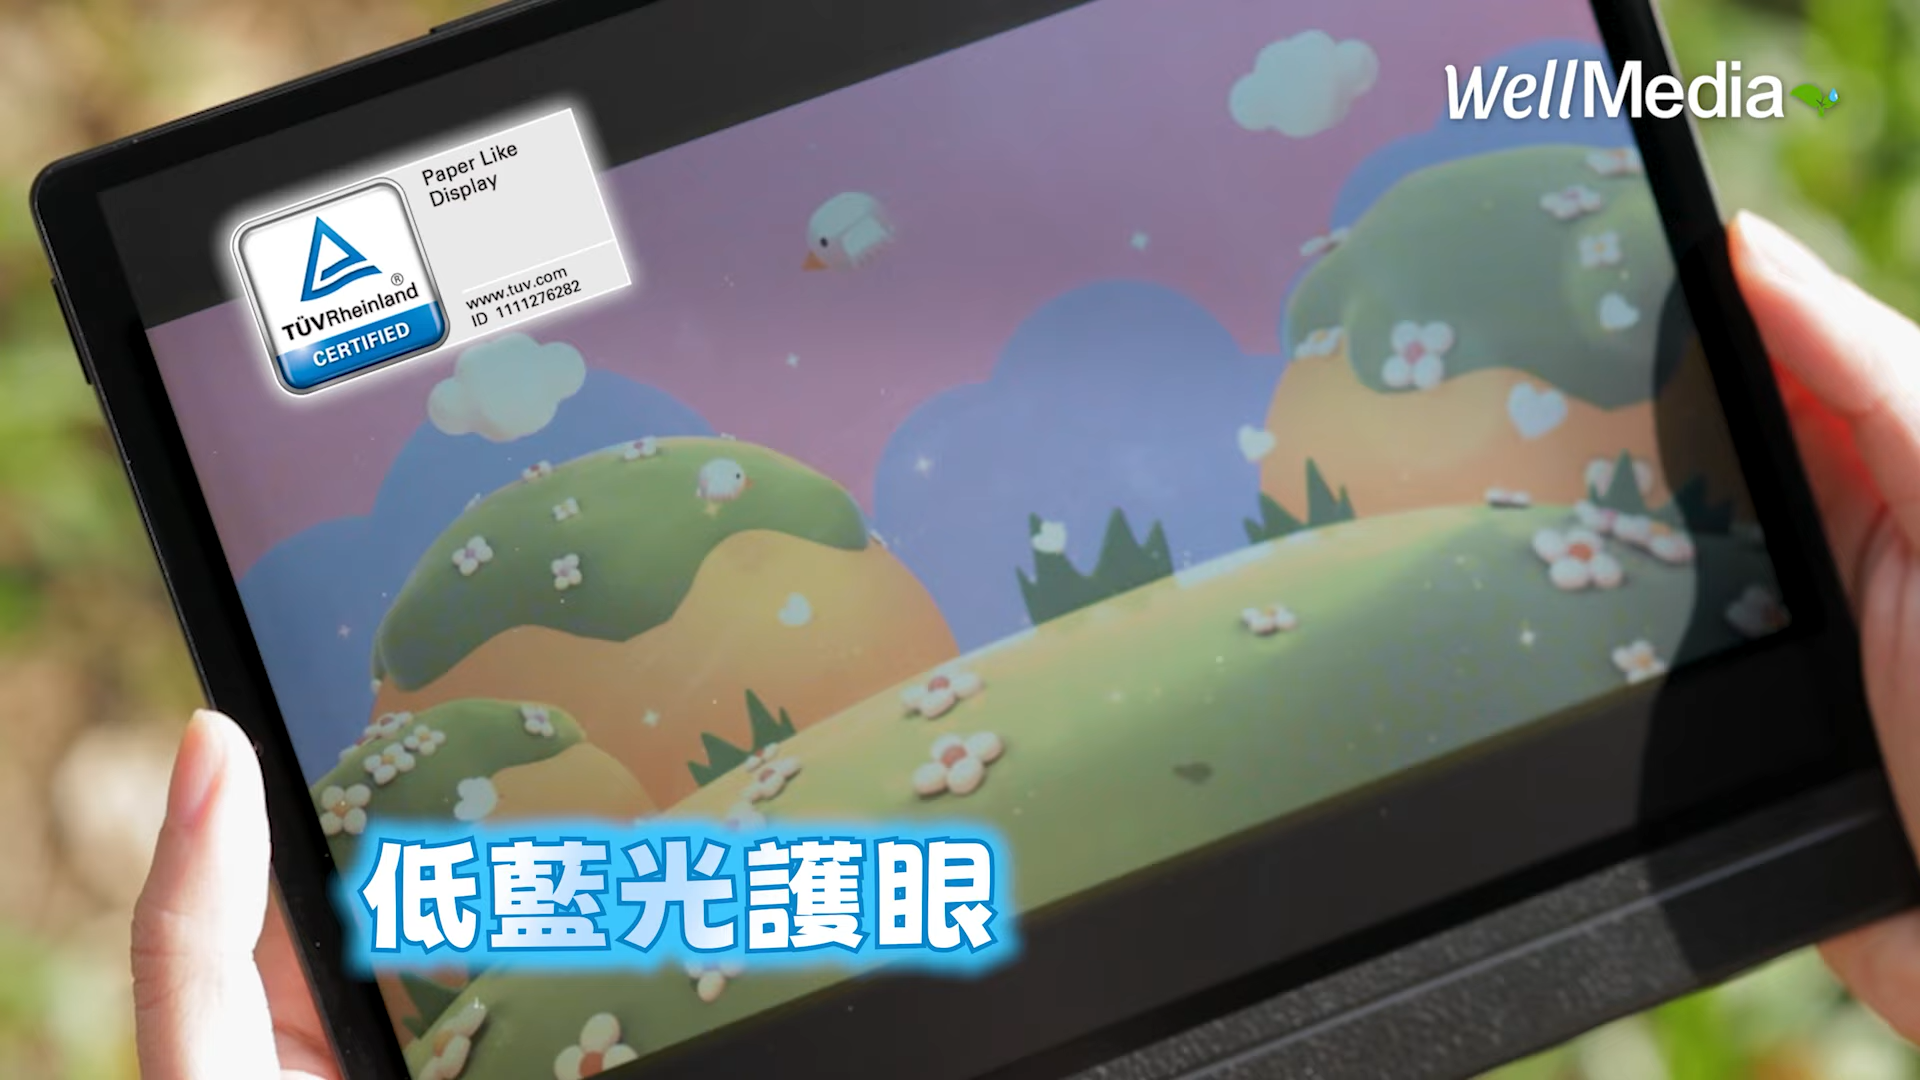 WellMedia
Paper Like
Display
TÜVRheinland®
CERTIFIED
www.tuv.com
ID 1111276282
低藍光護眼